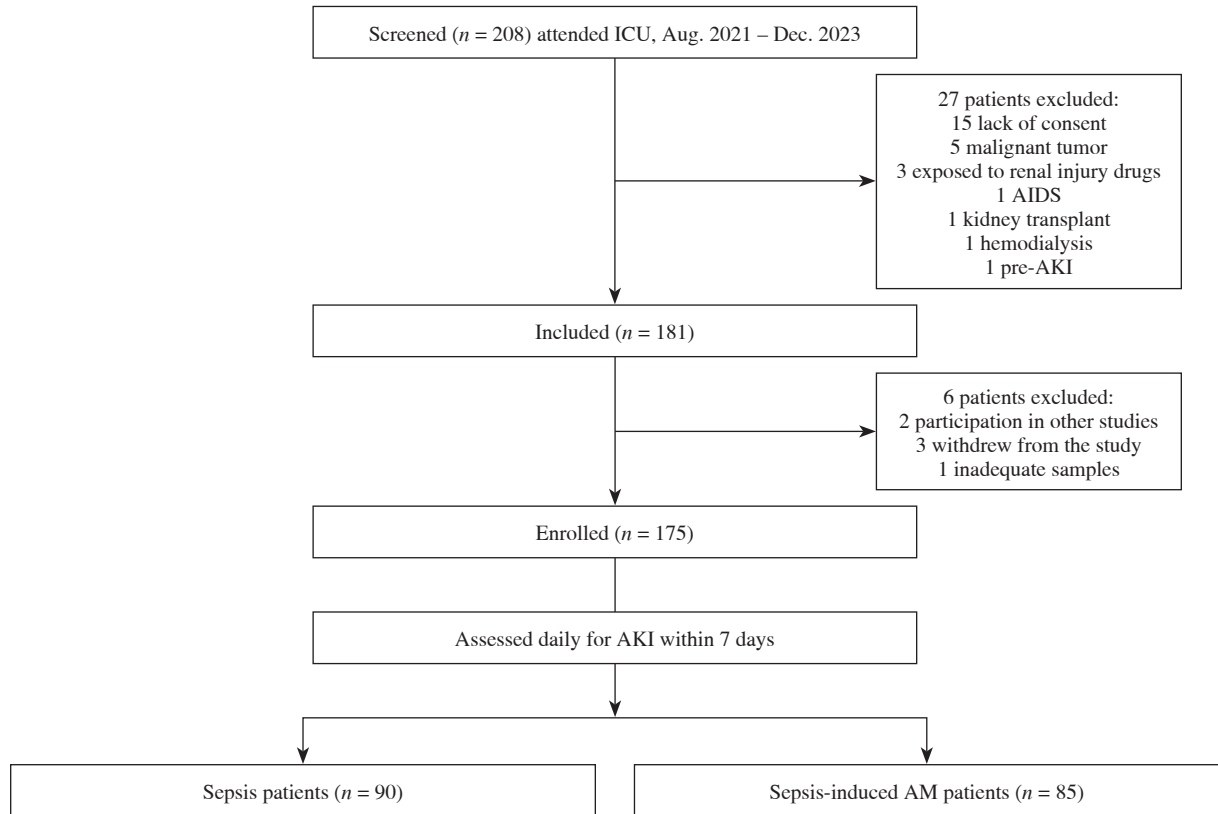 Screened (n = 208) attended ICU, Aug. 2021 – Dec. 2023
27 patients excluded:
15 lack of consent
5 malignant tumor
3 exposed to renal injury drugs
1 AIDS
1 kidney transplant
1 hemodialysis
1 pre-AKI
Included (n = 181)
6 patients excluded:
2 participation in other studies
3 withdrew from the study
1 inadequate samples
Enrolled (n = 175)
Assessed daily for AKI within 7 days
Sepsis patients (n = 90)
Sepsis-induced AM patients (n = 85)